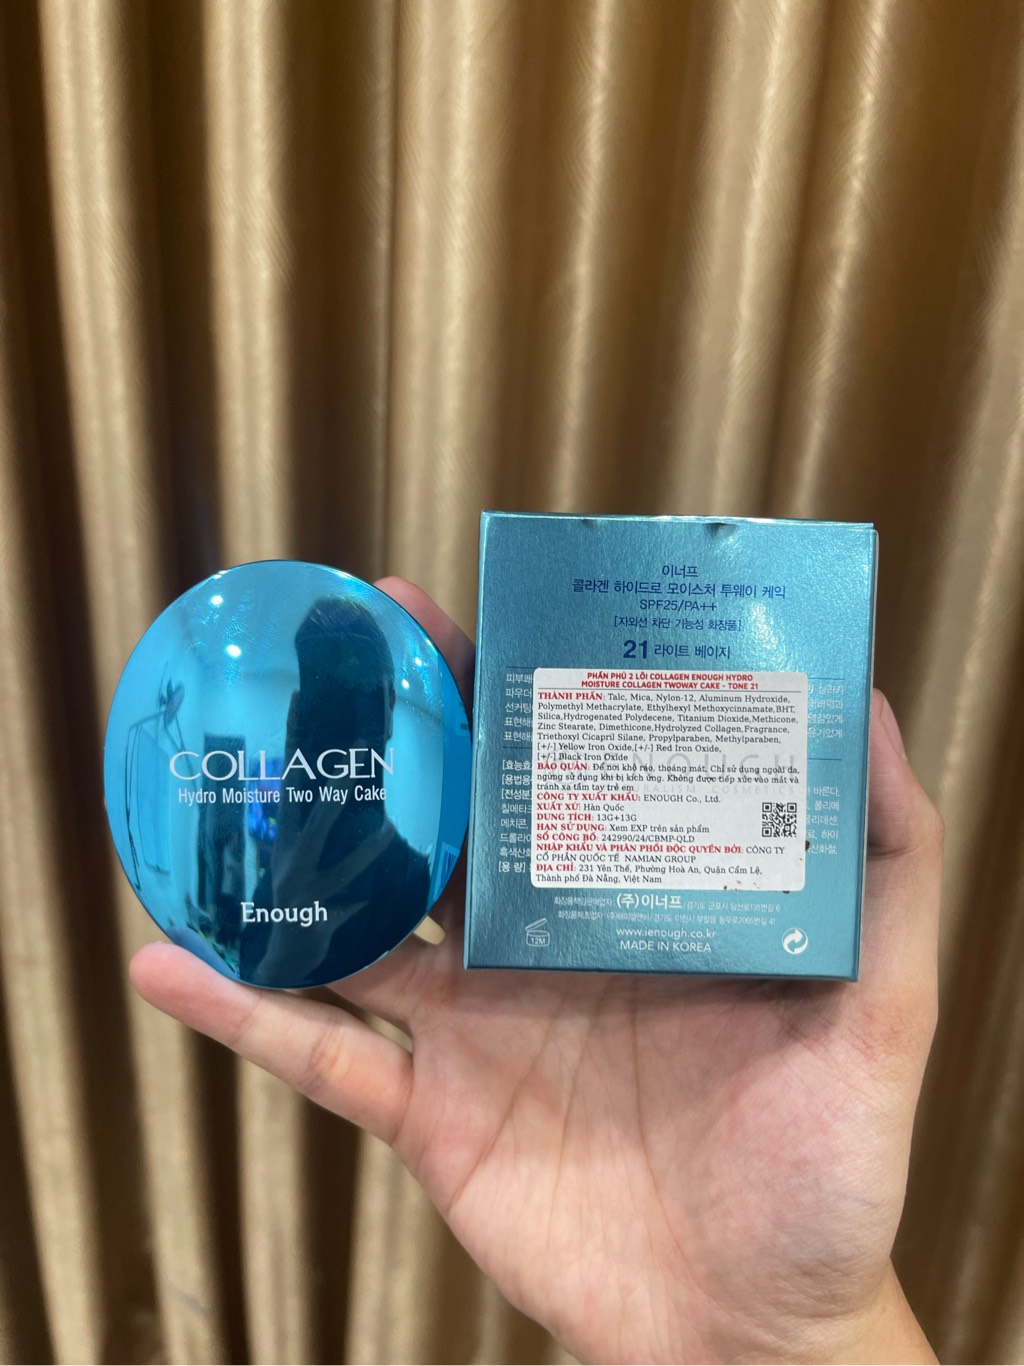 COLLAGEN
Hydro Moisture Two Way Cake
Enough
이너프
콜라겐 하이드로 모이스처 투웨이 케익
SPF25/PA++
[자외선 차단 기능성 화장품]
21 라이트 베이지
PHẤN PHỦ 2 LÕI COLLAGEN ENOUGH HYDRO
MOISTURE COLLAGEN TWOWAY CAKE - TONE 21
THÀNH PHẦN: Talc, Mica, Nylon-12, Aluminum Hydroxide,
Polymethyl Methacrylate, Ethylhexyl Methoxycinnamate,BHT,
Silica,Hydrogenated Polydecene, Titanium Dioxide,Methicone,
Zinc Stearate, Dimethicone,Hydrolyzed Collagen,Fragrance,
Triethoxyl Cicapril Silane, Propylparaben, Methylparaben,
[+/-] Yellow Iron Oxide,[+/-] Red Iron Oxide,
[+/-] Black Iron Oxide
BẢO QUẢN: Để nơi khô ráo, thoáng mát. Chỉ sử dụng ngoài da,
ngừng sử dụng khi bị kích ứng. Không được tiếp xúc vào mắt và
tránh xa tầm tay trẻ em
CÔNG TY XUẤT KHẨU: ENOUGH Co., Ltd.
XUẤT XỨ: Hàn Quốc
DUNG TÍCH: 13G+13G
HẠN SỬ DỤNG: Xem EXP trên sản phẩm
SỐ CÔNG BỐ: 242990/24/CBMP-QLD
NHẬP KHẨU VÀ PHÂN PHỐI ĐỘC QUYỀN BỞI: CÔNG TY
CỔ PHẦN QUỐC TẾ NAMIAN GROUP
ĐỊA CHỈ: 231 Yên Thế, Phường Hoà An, Quận Cẩm Lệ,
Thành phố Đà Nẵng, Việt Nam
(주)이너프
www.ienough.co.kr
MADE IN KOREA
12M